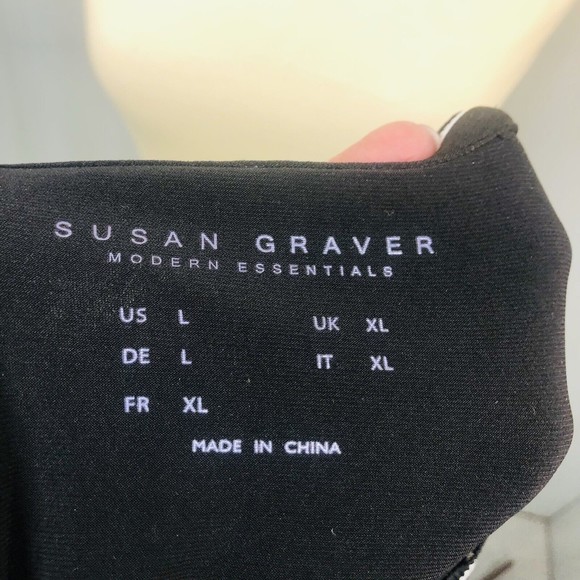 SUSAN GRAVER
MODERN ESSENTIALS
US L UK XL
DE L IT XL
FR XL
MADE IN CHINA